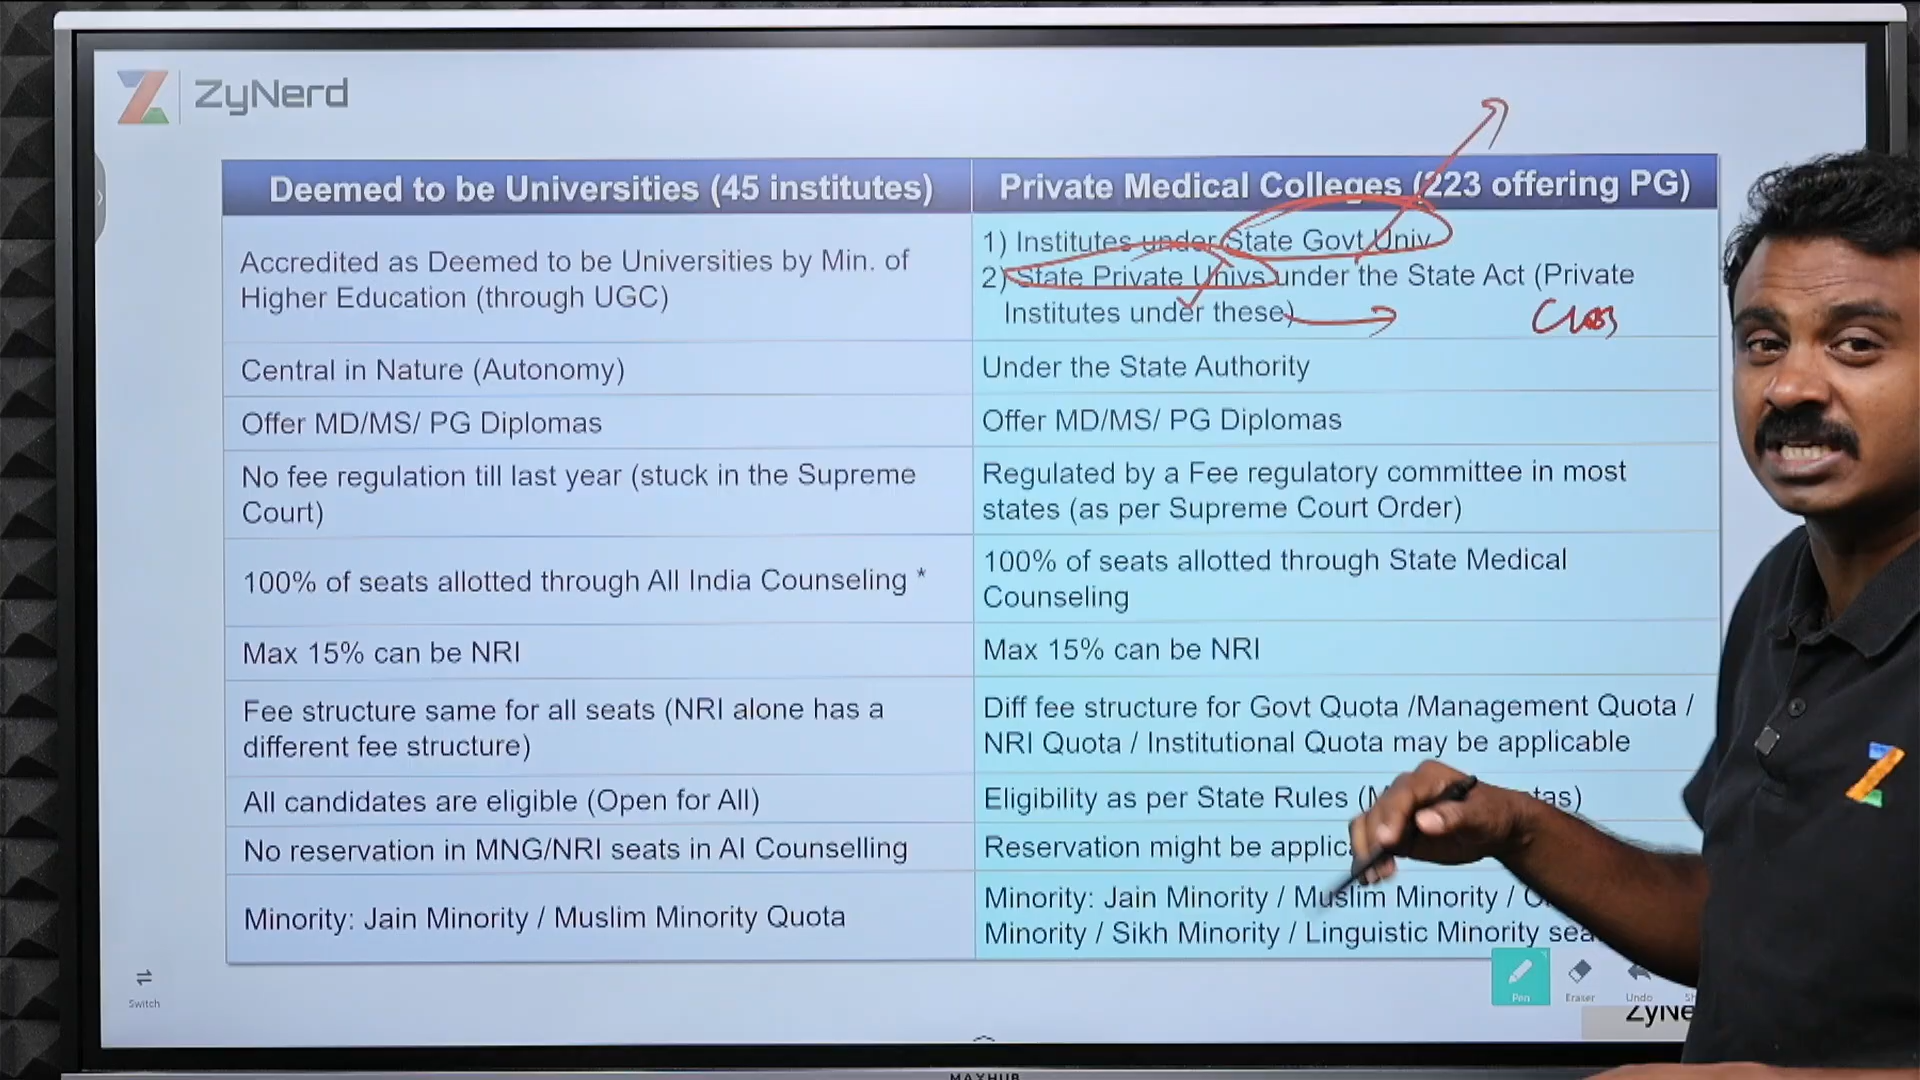 ZyNerd
Deemed to be Universities (45 institutes)
Private Medical Colleges (223 offering PG)
Accredited as Deemed to be Universities by Min. of
Higher Education (through UGC)
1) Institutes under State Govt Univ
2) State Private Univs under the State Act (Private
Institutes under these)
Central in Nature (Autonomy)
Under the State Authority
Offer MD/MS/ PG Diplomas
Offer MD/MS/ PG Diplomas
No fee regulation till last year (stuck in the Supreme
Court)
Regulated by a Fee regulatory committee in most
states (as per Supreme Court Order)
100% of seats allotted through All India Counseling *
100% of seats allotted through State Medical
Counseling
Max 15% can be NRI
Max 15% can be NRI
Fee structure same for all seats (NRI alone has a
different fee structure)
Diff fee structure for Govt Quota /Management Quota /
NRI Quota / Institutional Quota may be applicable
All candidates are eligible (Open for All)
Eligibility as per State Rules
No reservation in MNG/NRI seats in AI Counselling
Reservation might be
Minority: Jain Minority / Muslim Minority Quota
Minority: Jain Minority / Muslim Minority /
Minority / Sikh Minority / Linguistic Minority
Switch
Pen
Eraser
Undo
MAXHUB